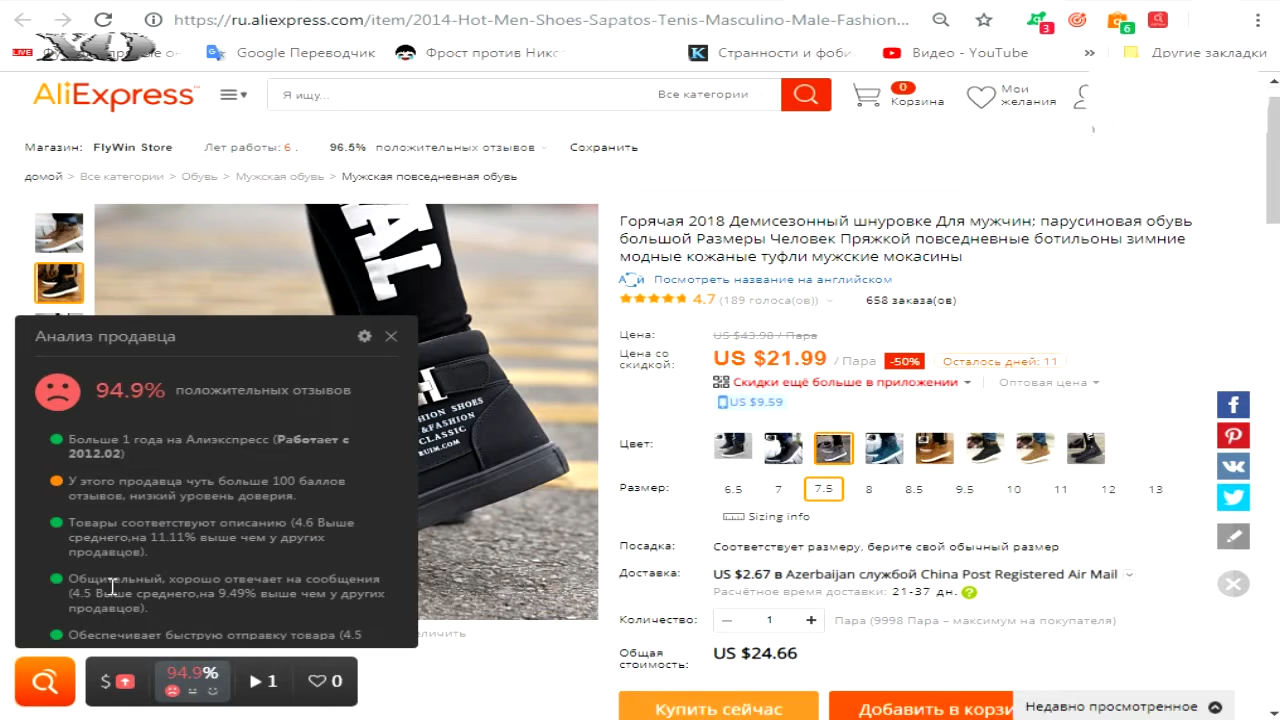 https://ru.aliexpress.com/item/2014-Hot-Men-Shoes-Sapatos-Tenis-Masculino-Male-Fashion...
3
6
LIVE
Google Переводчик
Фрост против Нико
Странности и фоби
Видео - YouTube
»
Другие закладки
AliExpress
Я ищу...
Все категории
0
Корзина
Мои
желания
Магазин: FlyWin Store
Лет работы: 6 .
96.5% положительных отзывов
Сохранить
домой > Все категории > Обувь > Мужская обувь > Мужская повседневная обувь
Горячая 2018 Демисезонный шнуровке Для мужчин; парусиновая обувь
большой Размеры Человек Пряжкой повседневные ботильоны зимние
модные кожаные туфли мужские мокасины
Посмотреть название на английском
4.7 (189 голоса(ов))
658 заказа(ов)
Цена: US $43.98 / Пара
Цена со
скидкой:
US $21.99 / Пара -50% Осталось дней: 11
Скидки ещё больше в приложении
Оптовая цена
US $9.59
Цвет:
Размер: 6.5 7 7.5 8 8.5 9.5 10 11 12 13
Sizing info
Посадка: Соответствует размеру, берите свой обычный размер
Доставка: US $2.67 в Azerbaijan службой China Post Registered Air Mail
Расчётное время доставки: 21-37 дн.
Количество: — 1 + Пара (9998 Пара – максимум на покупателя)
Общая
стоимость:
US $24.66
Купить сейчас
Добавить в корзи
Недавно просмотренное
Анализ продавца
94.9% положительных отзывов
Больше 1 года на Алиэкспресс (Работает с
2012.02)
У этого продавца чуть больше 100 баллов
отзывов, низкий уровень доверия.
Товары соответствуют описанию (4.6 Выше
среднего,на 11.11% выше чем у других
продавцов).
Общительный, хорошо отвечает на сообщения
(4.5 Выше среднего,на 9.49% выше чем у других
продавцов).
Обеспечивает быструю отправку товара (4.5
еличить
$
94.9%
1
0
HION SHOES
&FASHION
CLASSIC
RUIM.COM